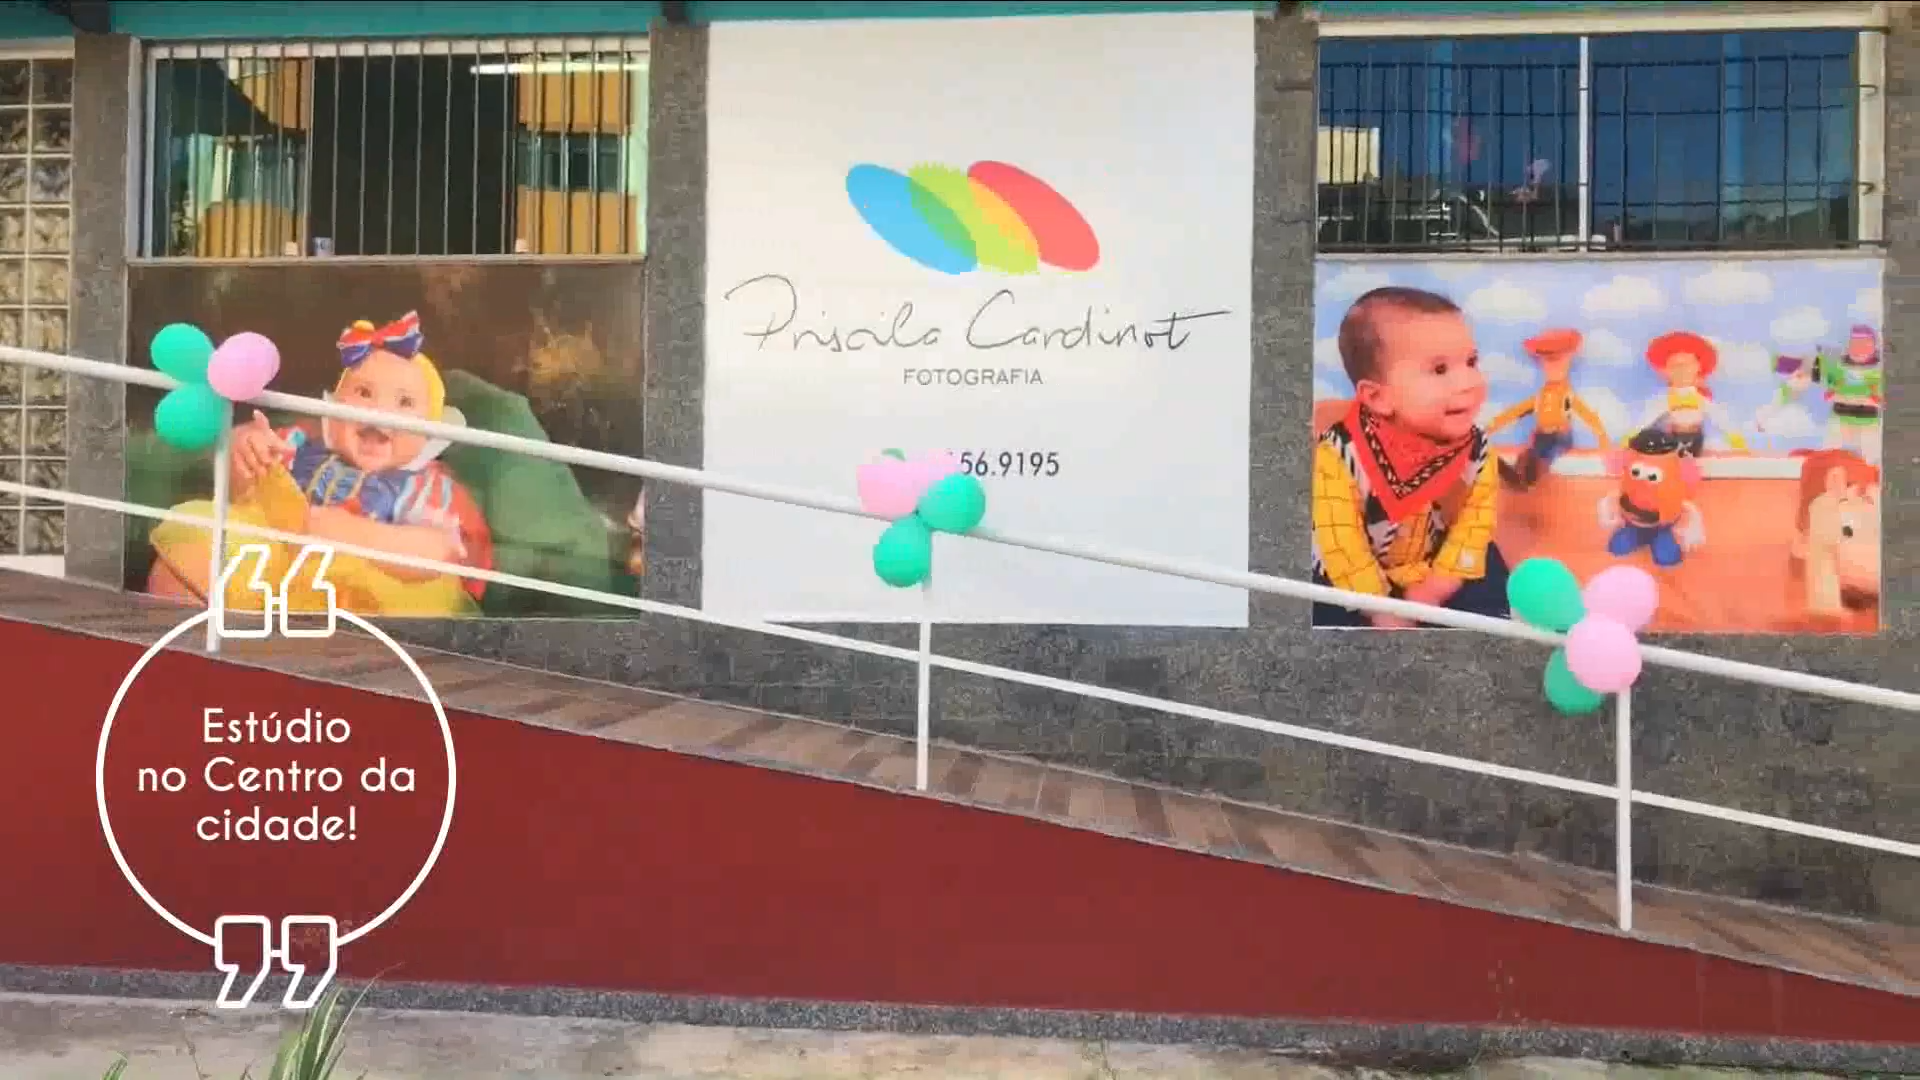 Priscila Cardinot
FOTOGRAFIA
56.9195
Estúdio
no Centro da
cidade!